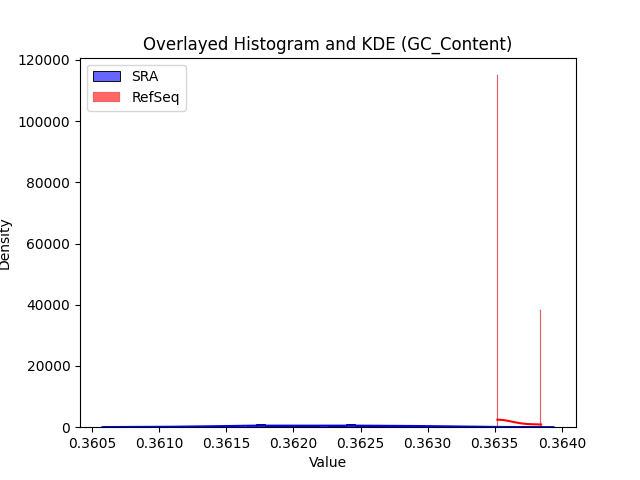 Overlayed Histogram and KDE (GC_Content)
120000
100000
80000
60000
40000
20000
0
Density
SRA
RefSeq
0.3605 0.3610 0.3615 0.3620 0.3625 0.3630 0.3635 0.3640
Value